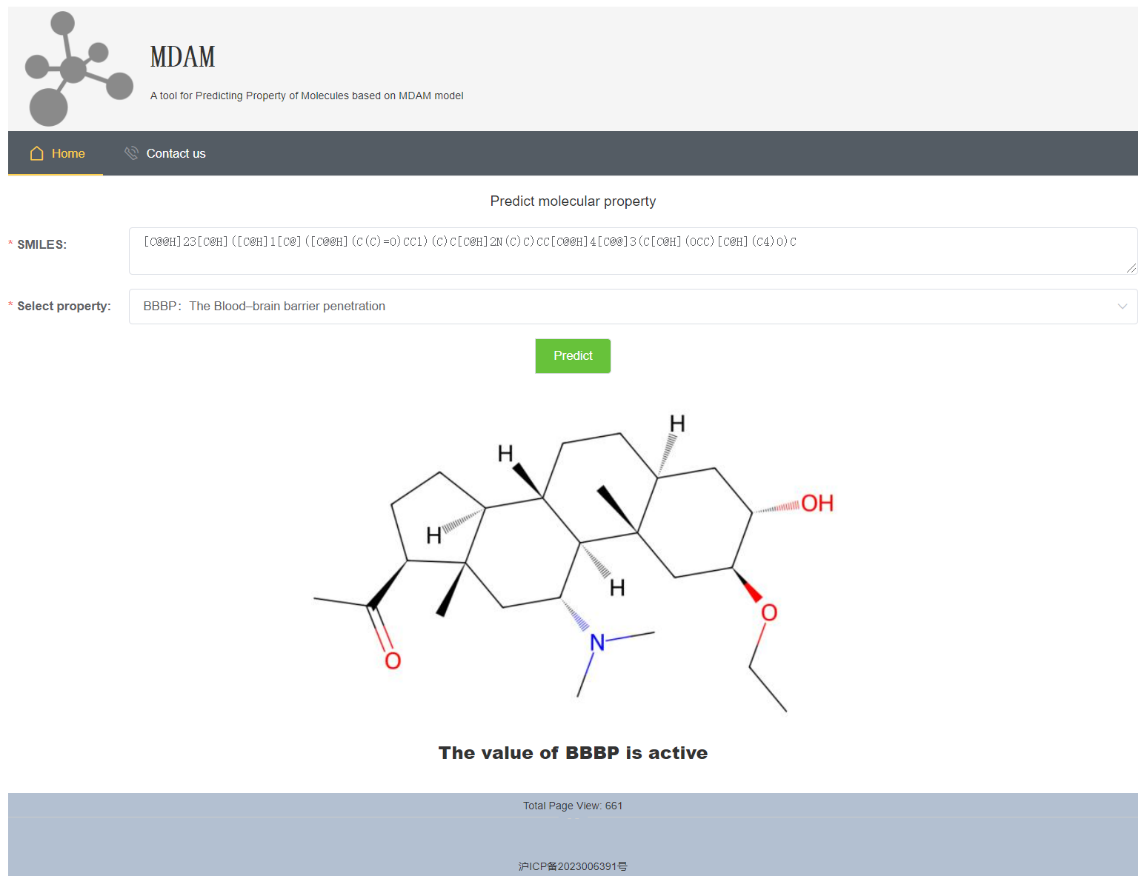 MDAM
A tool for Predicting Property of Molecules based on MDAM model
Home
Contact us
Predict molecular property
* SMILES:
[C@@H]23[C@H]([C@H]1[C@]([C@@H](C(C)=O)CC1)(C)C[C@H]2N(C)C)CC[C@@H]4[C@@]3(C[C@H](OCC)[C@H](C4)O)C
* Select property:
BBBP: The Blood–brain barrier penetration
Predict
H
H
OH
H
H
O
N
O
The value of BBBP is active
Total Page View: 661
沪ICP备2023006391号